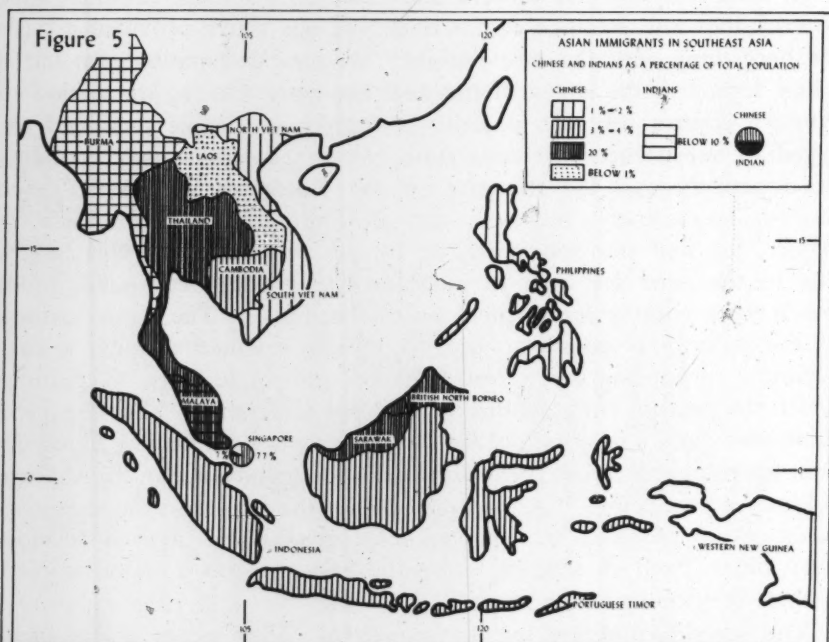 Figure 5
105
120
ASIAN IMMIGRANTS IN SOUTHEAST ASIA
CHINESE AND INDIANS AS A PERCENTAGE OF TOTAL POPULATION
CHINESE
INDIANS
CHINESE
1 % - 2 %
3 % - 4 %
20 %
BELOW 1%
BELOW 10 %
INDIAN
NORTH VIET NAM
BURMA
LAOS
THAILAND
15
15
CAMBODIA
SOUTH VIET NAM
PHILIPPINES
MALAYA
BRITISH NORTH BORNEO
SARAWAK
SINGAPORE
7 %
77%
0
0
INDONESIA
WESTERN NEW GUINEA
PORTUGUESE TIMOR
105
120